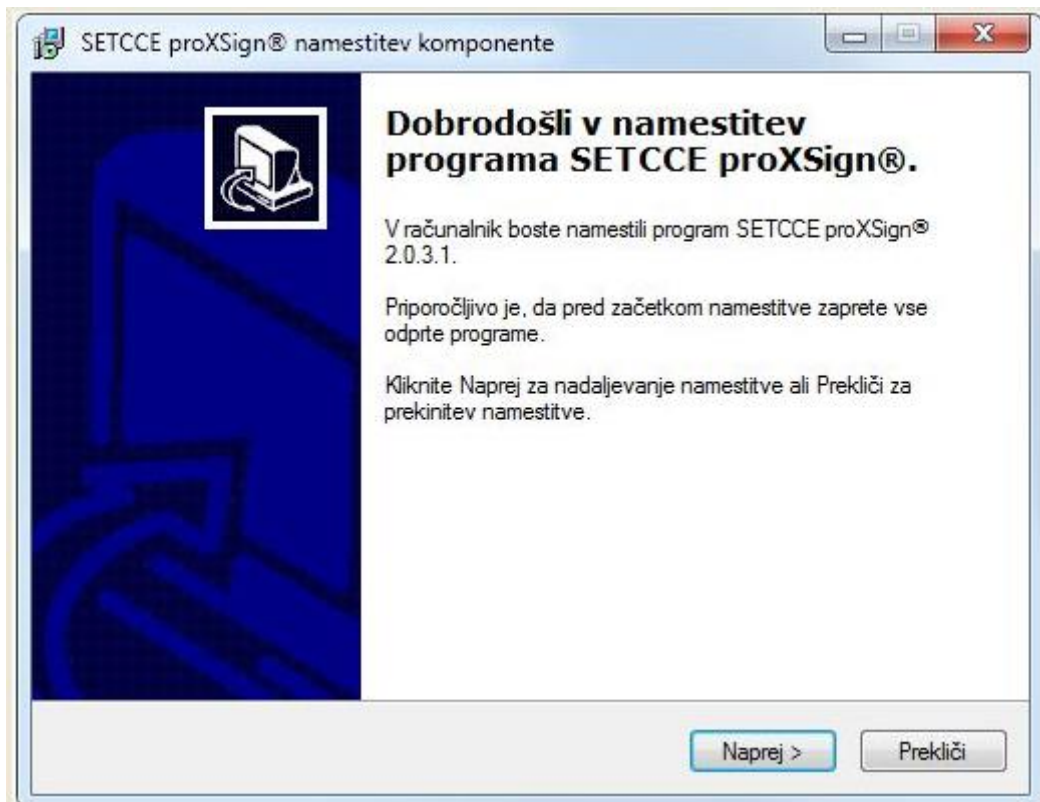 SETCCE proXSign® namestitev komponente
Dobrodošli v namestitev
programa SETCCE proXSign®.
V računalnik boste namestili program SETCCE proXSign®
2.0.3.1.
Priporočljivo je, da pred začetkom namestitve zaprete vse
odprte programe.
Kliknite Naprej za nadaljevanje namestitve ali Prekliči za
prekinitev namestitve.
Naprej >
Prekliči